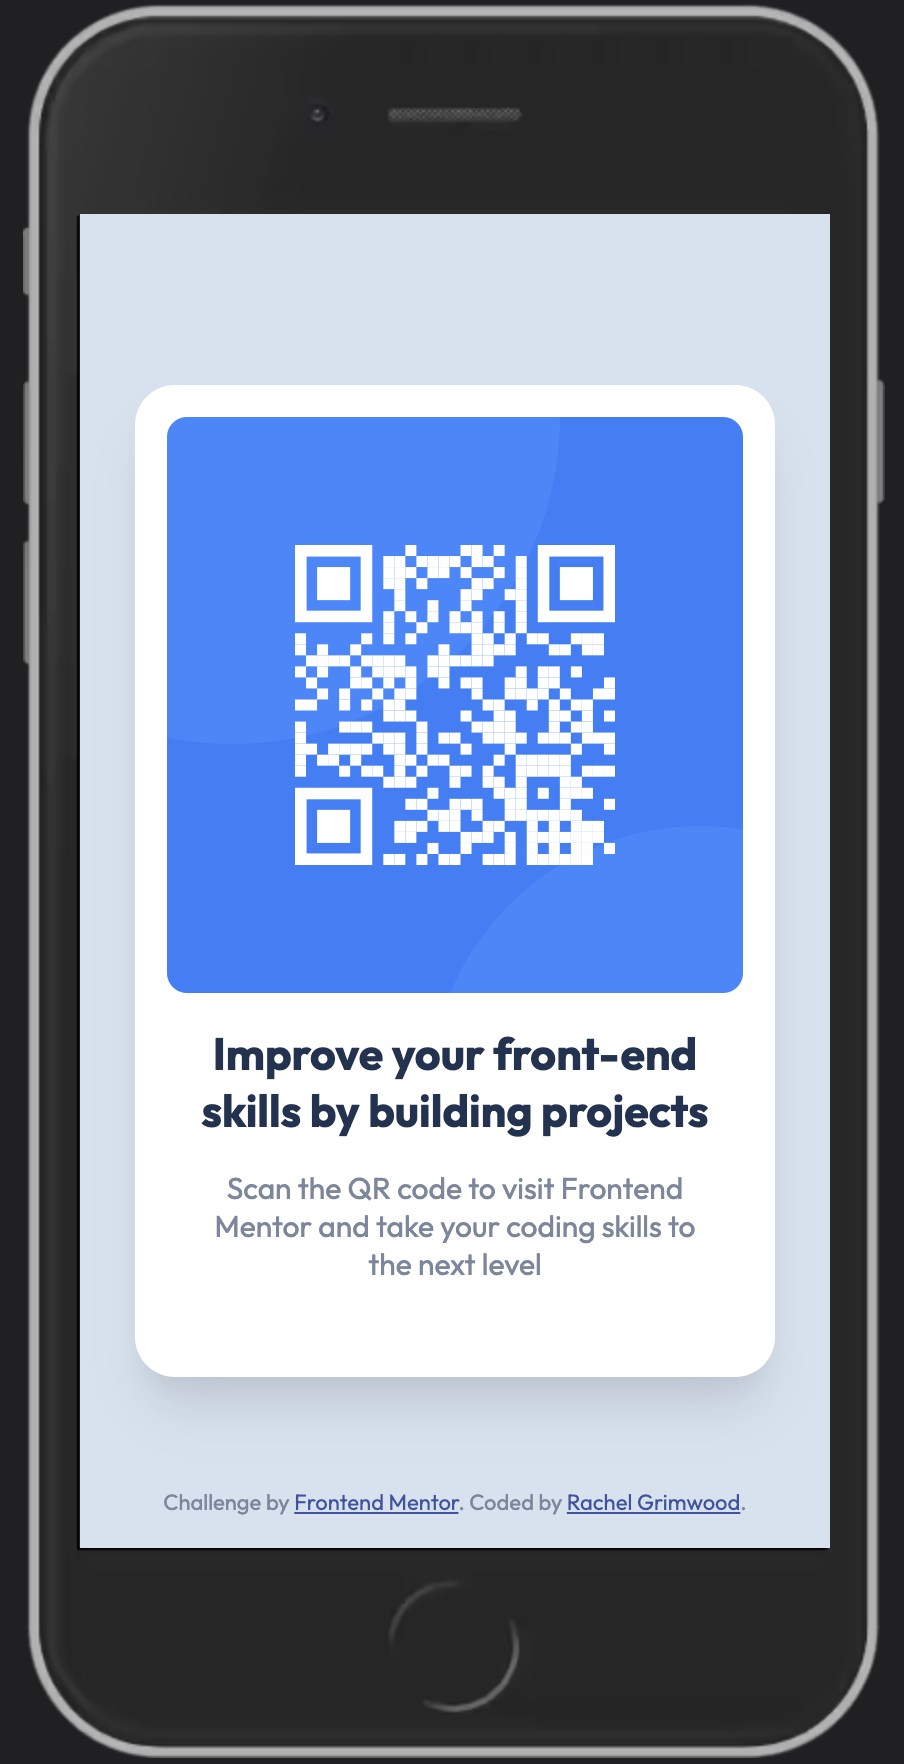 Improve your front-end
skills by building projects
Scan the QR code to visit Frontend
Mentor and take your coding skills to
the next level
Challenge by Frontend Mentor. Coded by Rachel Grimwood.